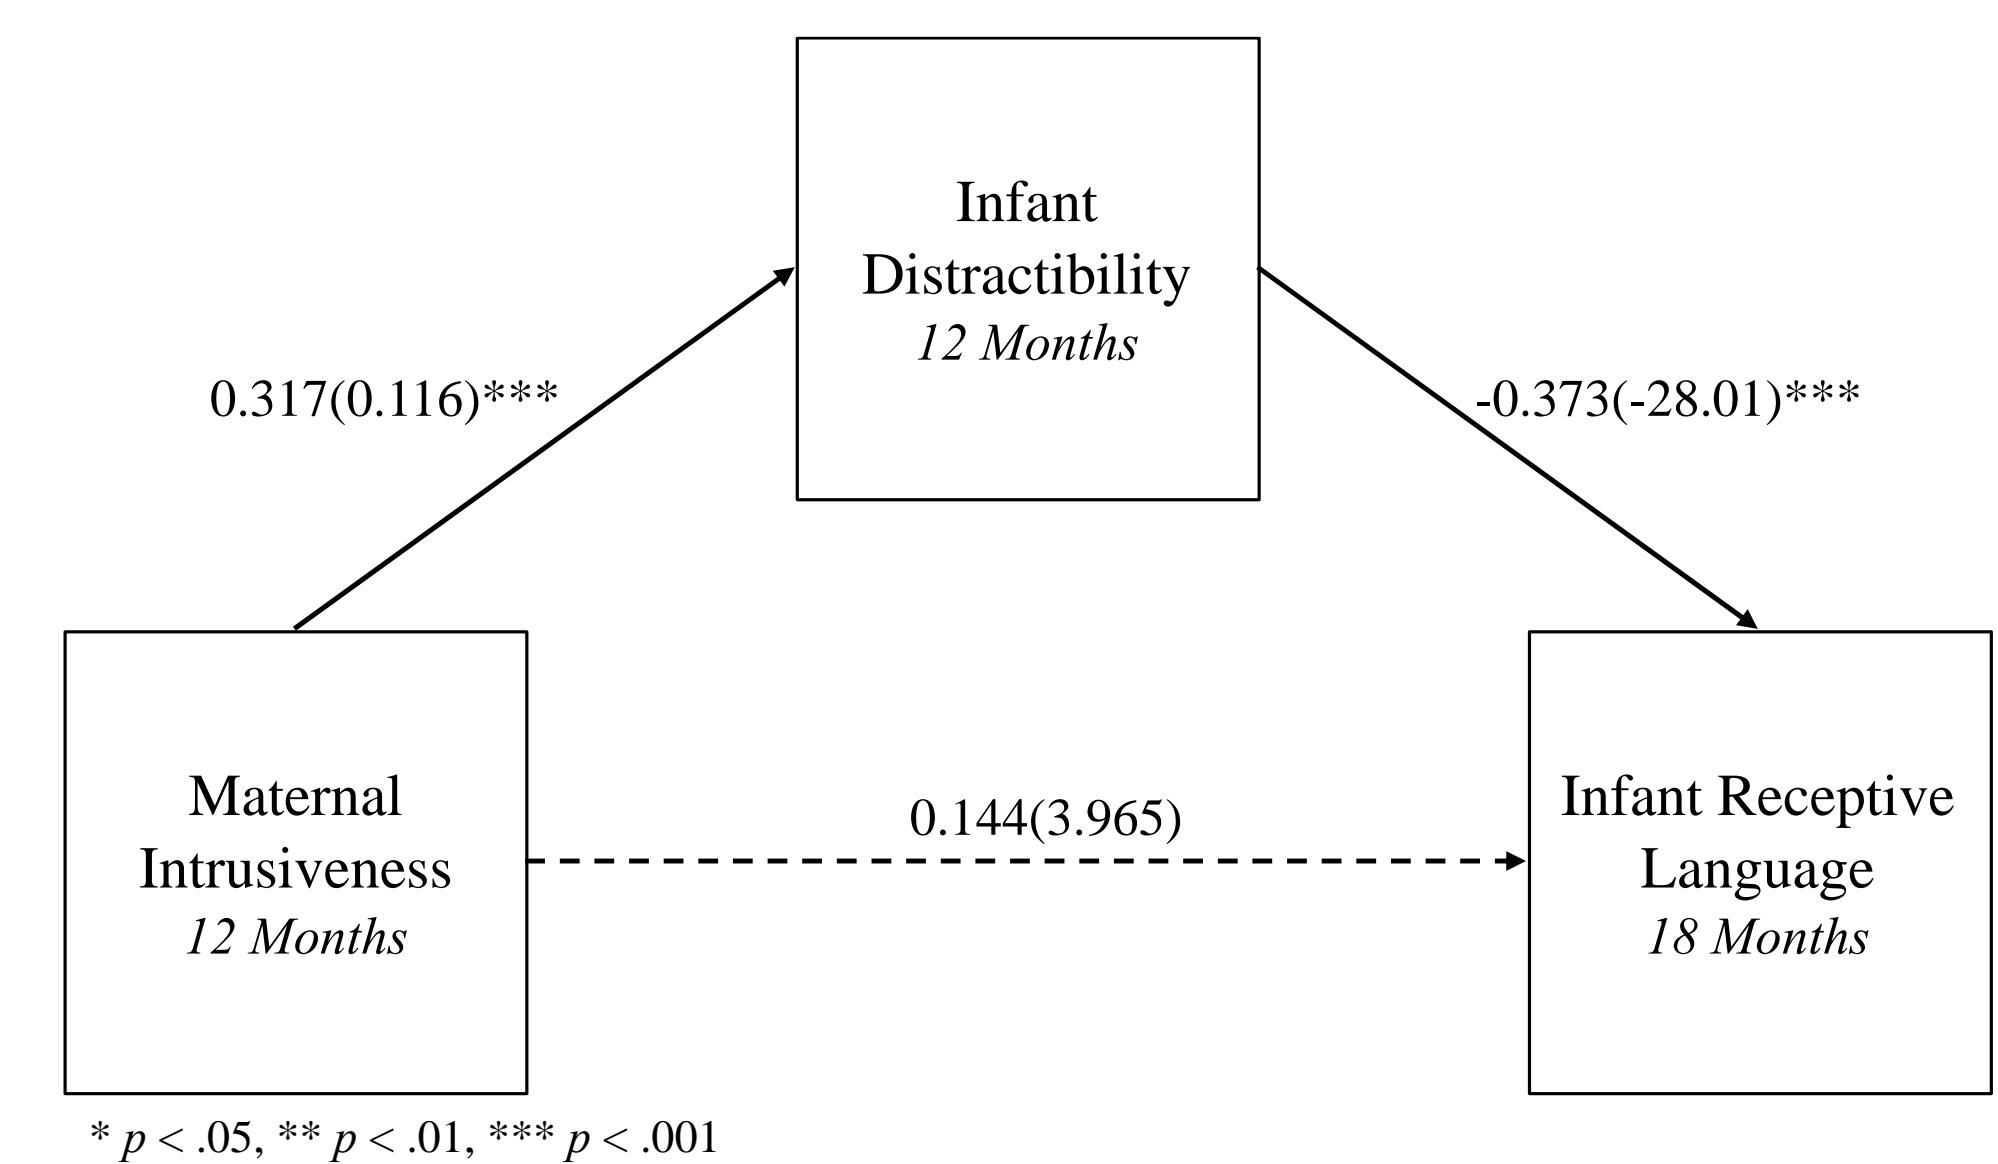 Infant
Distractibility
12 Months
0.317(0.116)***
-0.373(-28.01)***
Maternal
Intrusiveness
12 Months
0.144(3.965)
Infant Receptive
Language
18 Months
* p < .05, ** p < .01, *** p < .001